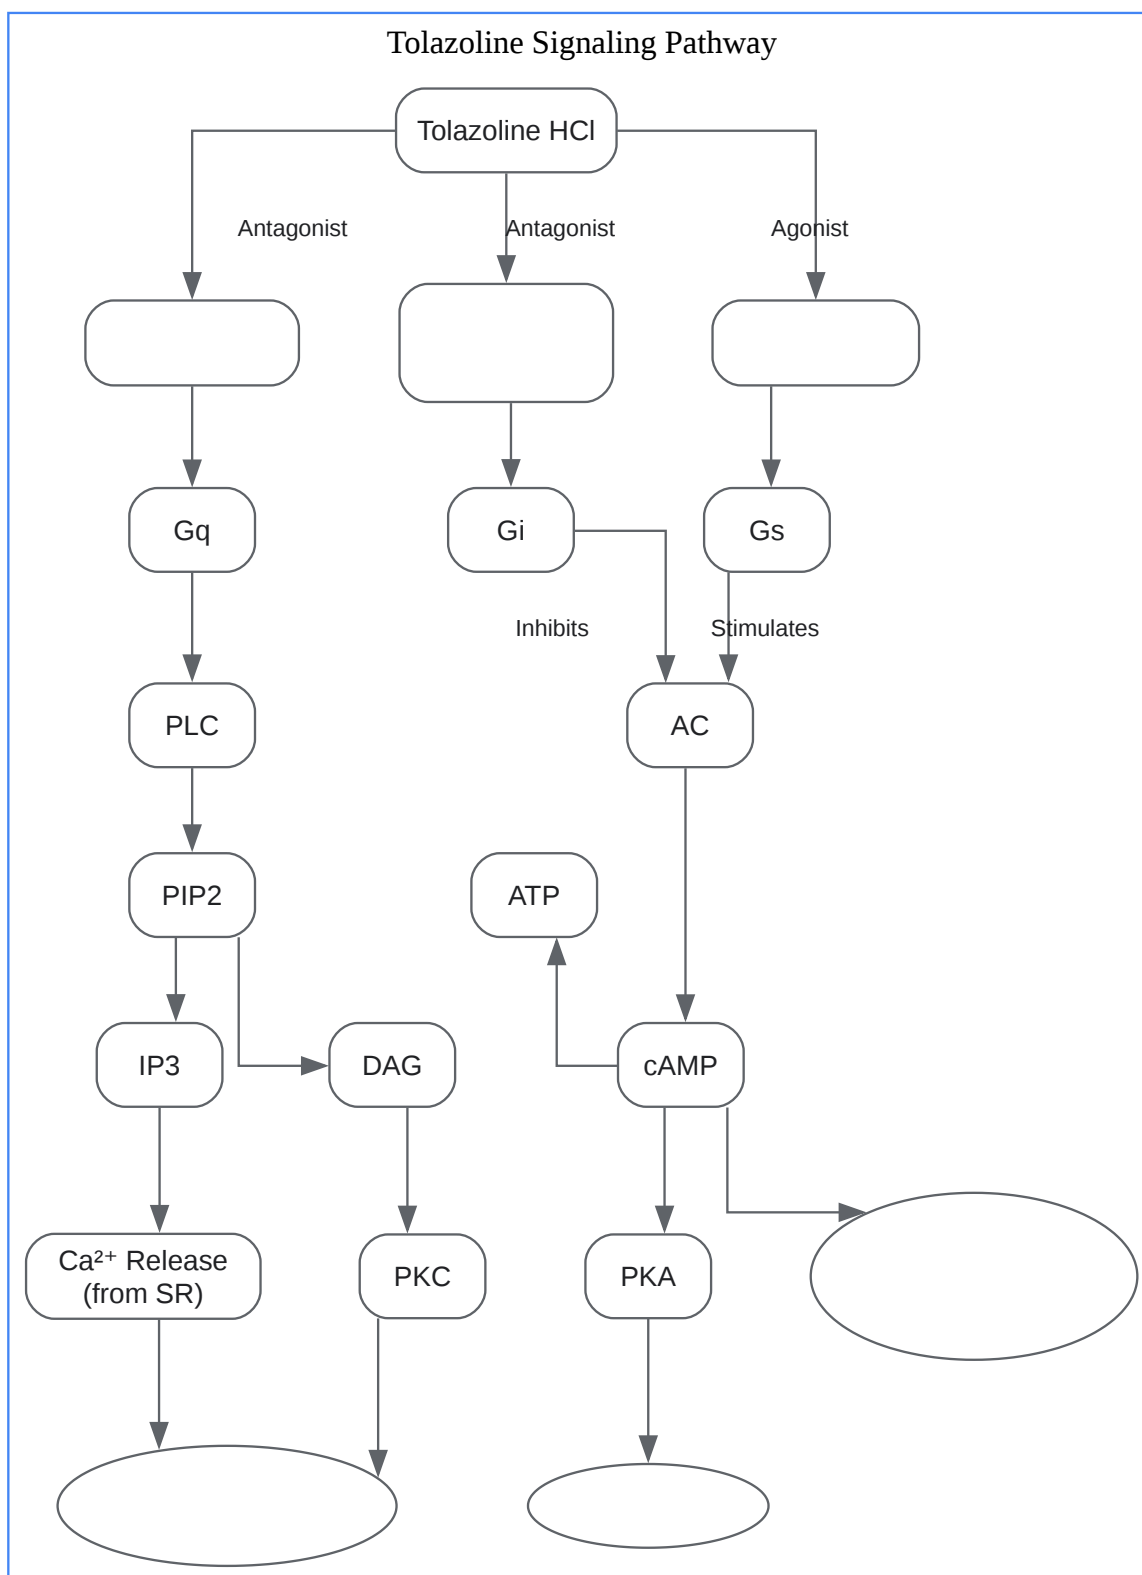 Tolazoline Signaling Pathway
Tolazoline HCl
Antagonist
Antagonist
Agonist
Gq
Gi
Gs
Inhibits
Stimulates
PLC
AC
PIP2
ATP
IP3
DAG
cAMP
Ca²⁺ Release
(from SR)
PKC
PKA